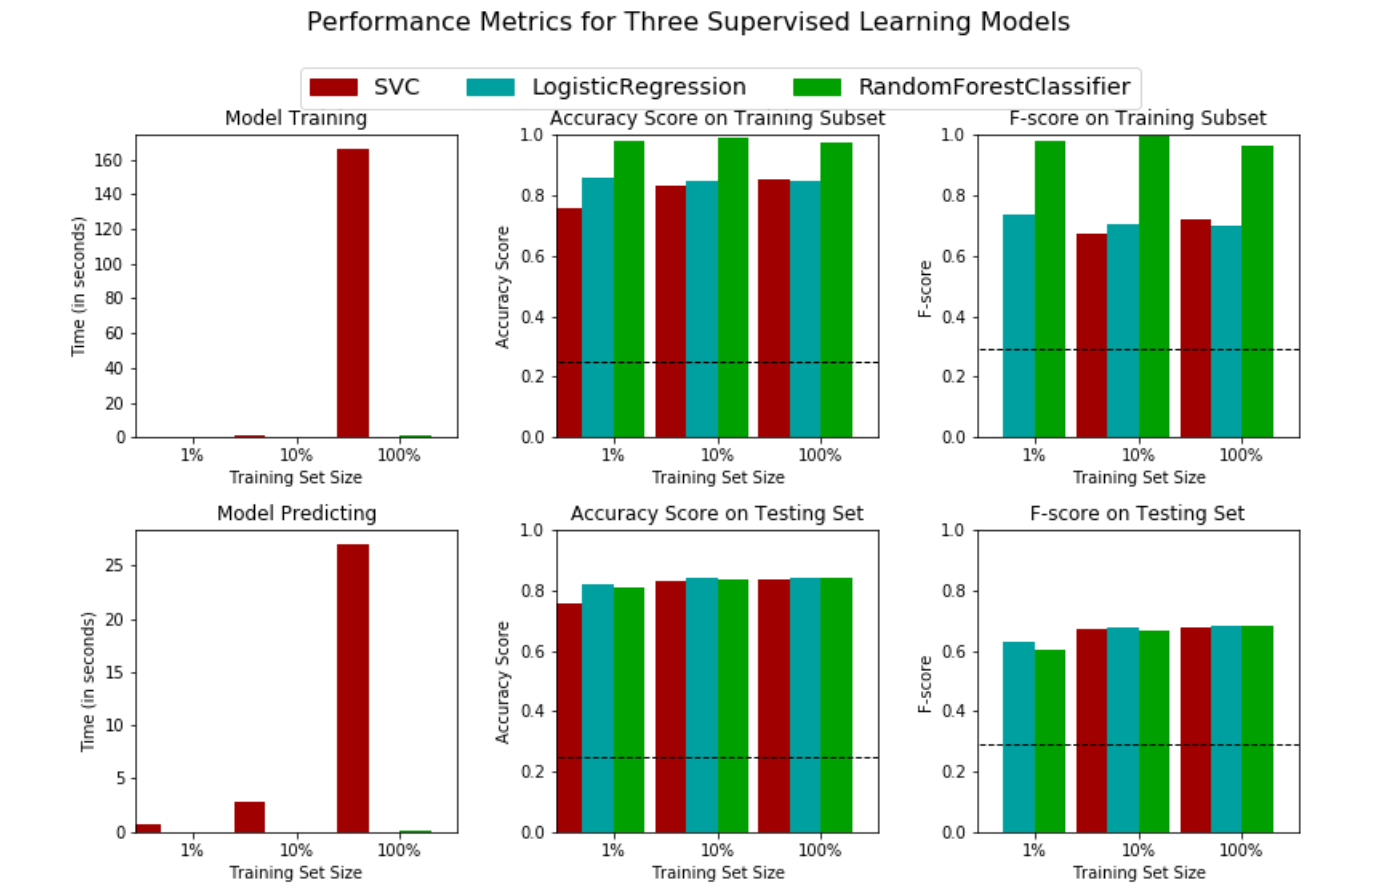 Performance Metrics for Three Supervised Learning Models
SVC LogisticRegression RandomForestClassifier
Model Training
160
140
120
100
80
60
40
20
0
Time (in seconds)
1% 10% 100%
Training Set Size
Accuracy Score on Training Subset
1.0
0.8
0.6
0.4
0.2
0.0
Accuracy Score
1% 10% 100%
Training Set Size
F-score on Training Subset
1.0
0.8
0.6
0.4
0.2
0.0
F-score
1% 10% 100%
Training Set Size
Model Predicting
25
20
15
10
5
0
Time (in seconds)
1% 10% 100%
Training Set Size
Accuracy Score on Testing Set
1.0
0.8
0.6
0.4
0.2
0.0
Accuracy Score
1% 10% 100%
Training Set Size
F-score on Testing Set
1.0
0.8
0.6
0.4
0.2
0.0
F-score
1% 10% 100%
Training Set Size